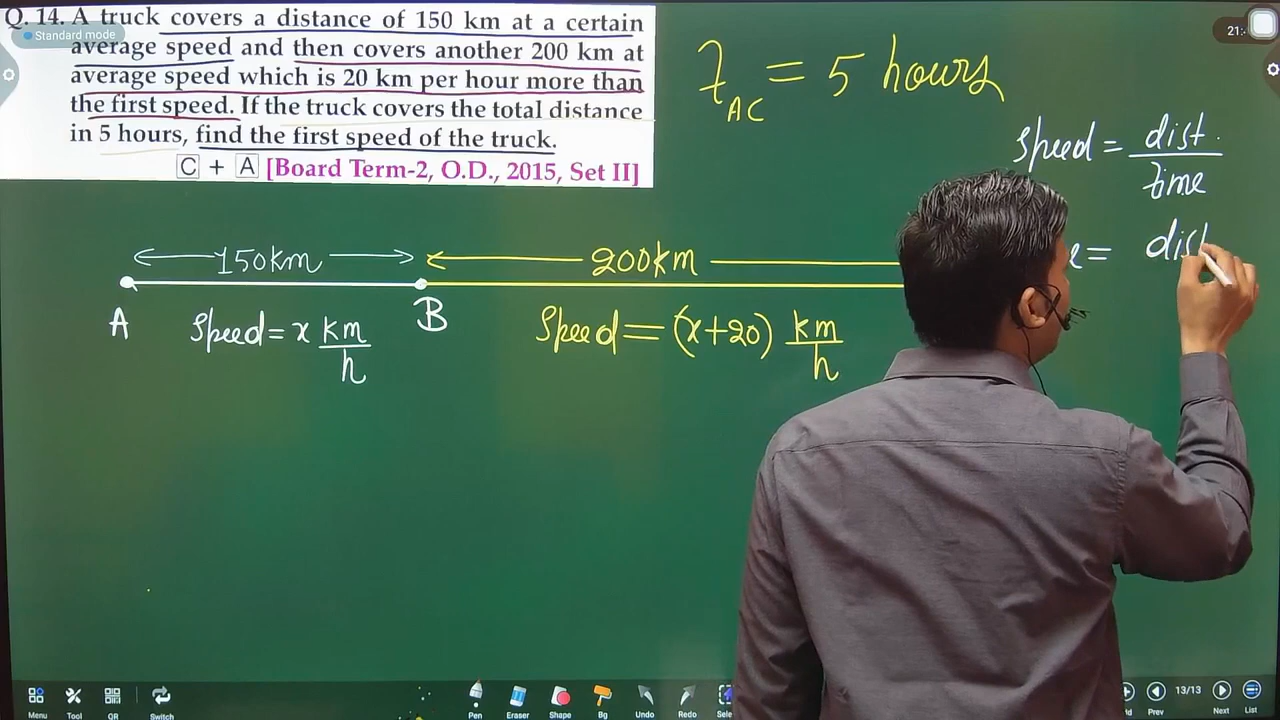 Q. 14. A truck covers a distance of 150 km at a certain
Standard mode
average speed and then covers another 200 km at
average speed which is 20 km per hour more than
the first speed. If the truck covers the total distance
in 5 hours, find the first speed of the truck.
C + A [Board Term-2, O.D., 2015, Set II]
7 AC = 5 hours
21:
speed = dist. / time
= dist
150km
200km
A
speed = x km/h
B
Speed = (x+20) km/h
Menu Tool QR Switch Pen Eraser Shape Bg Undo Redo Prev 13/13 Next List